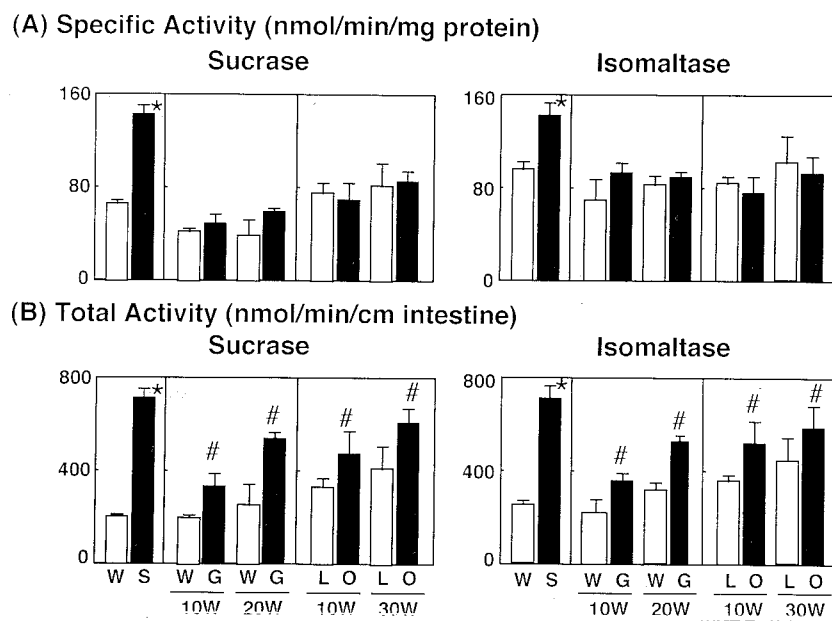 (A) Specific Activity (nmol/min/mg protein)
Sucrase Isomaltase
160 * 160 *
80 80
0 0
(B) Total Activity (nmol/min/cm intestine)
Sucrase Isomaltase
800 * # # # 800 * # # #
# #
400 400
0 0
W S W G W G L O L O W S W G W G L O L O
10W 20W 10W 30W 10W 20W 10W 30W